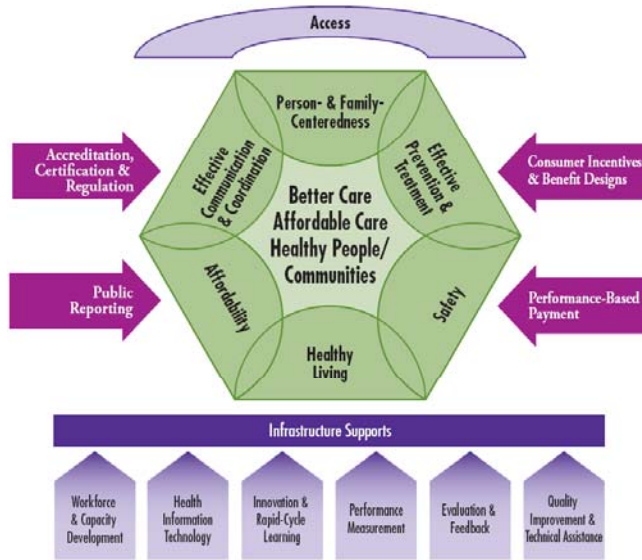 Access
Person- & Family-
Centeredness
Effective
Communication
& Coordination
Effective
Prevention &
Treatment
Accreditation,
Certification &
Regulation
Consumer Incentives
& Benefit Designs
Better Care
Affordable Care
Healthy People/
Communities
Public
Reporting
Affordability
Safety
Performance-Based
Payment
Healthy
Living
Infrastructure Supports
Workforce
& Capacity
Development
Health
Information
Technology
Innovation &
Rapid-Cycle
Learning
Performance
Measurement
Evaluation &
Feedback
Quality
Improvement &
Technical Assistance